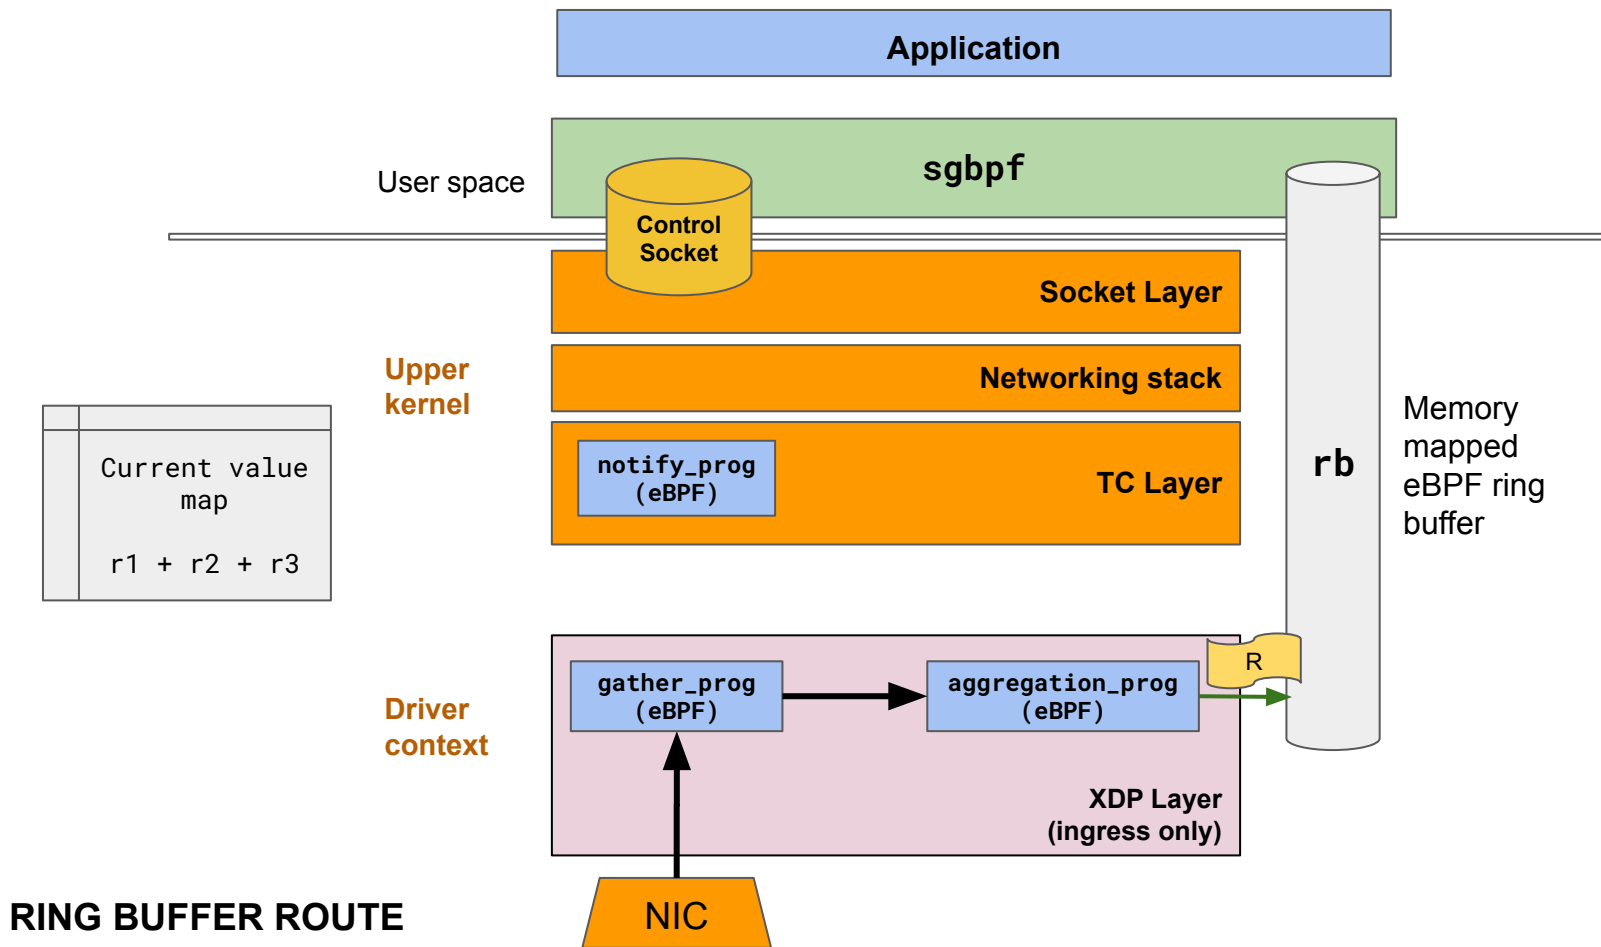 Application
sgbpf
User space
Control
Socket
Socket Layer
Upper
kernel
Networking stack
Current value
map
r1 + r2 + r3
notify_prog
(eBPF)
TC Layer
rb
Memory
mapped
eBPF ring
buffer
Driver
context
gather_prog
(eBPF)
aggregation_prog
(eBPF)
R
XDP Layer
(ingress only)
NIC
RING BUFFER ROUTE